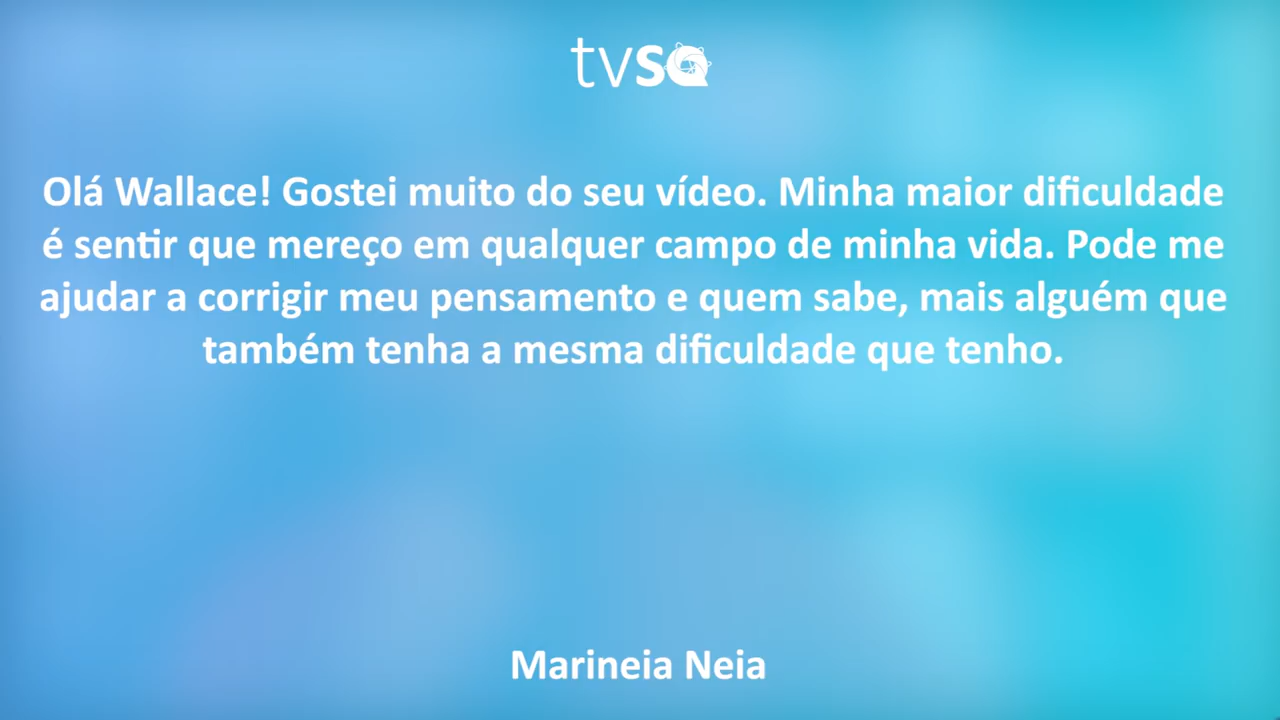 tvsa
Olá Wallace! Gostei muito do seu vídeo. Minha maior dificuldade
é sentir que mereço em qualquer campo de minha vida. Pode me
ajudar a corrigir meu pensamento e quem sabe, mais alguém que
também tenha a mesma dificuldade que tenho.
Marineia Neia